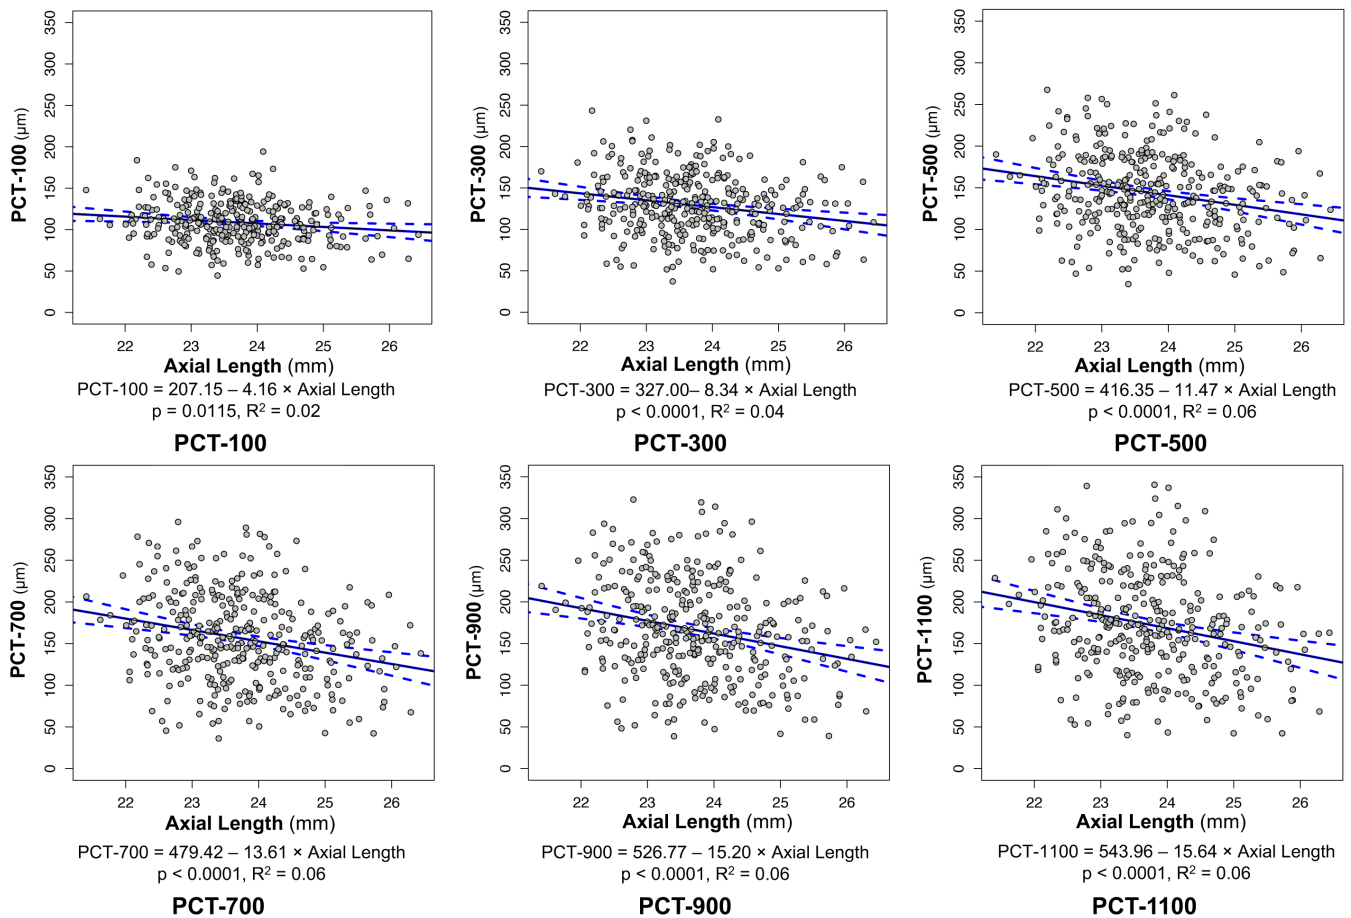 350
300
250
200
150
100
50
0
PCT-100 (μm)
22 23 24 25 26
Axial Length (mm)
PCT-100 = 207.15 – 4.16 × Axial Length
p = 0.0115, R² = 0.02
PCT-100
350
300
250
200
150
100
50
0
PCT-300 (μm)
22 23 24 25 26
Axial Length (mm)
PCT-300 = 327.00– 8.34 × Axial Length
p < 0.0001, R² = 0.04
PCT-300
350
300
250
200
150
100
50
0
PCT-500 (μm)
22 23 24 25 26
Axial Length (mm)
PCT-500 = 416.35 – 11.47 × Axial Length
p < 0.0001, R² = 0.06
PCT-500
350
300
250
200
150
100
50
0
PCT-700 (μm)
22 23 24 25 26
Axial Length (mm)
PCT-700 = 479.42 – 13.61 × Axial Length
p < 0.0001, R² = 0.06
PCT-700
350
300
250
200
150
100
50
0
PCT-900 (μm)
22 23 24 25 26
Axial Length (mm)
PCT-900 = 526.77 – 15.20 × Axial Length
p < 0.0001, R² = 0.06
PCT-900
350
300
250
200
150
100
50
0
PCT-1100 (μm)
22 23 24 25 26
Axial Length (mm)
PCT-1100 = 543.96 – 15.64 × Axial Length
p < 0.0001, R² = 0.06
PCT-1100